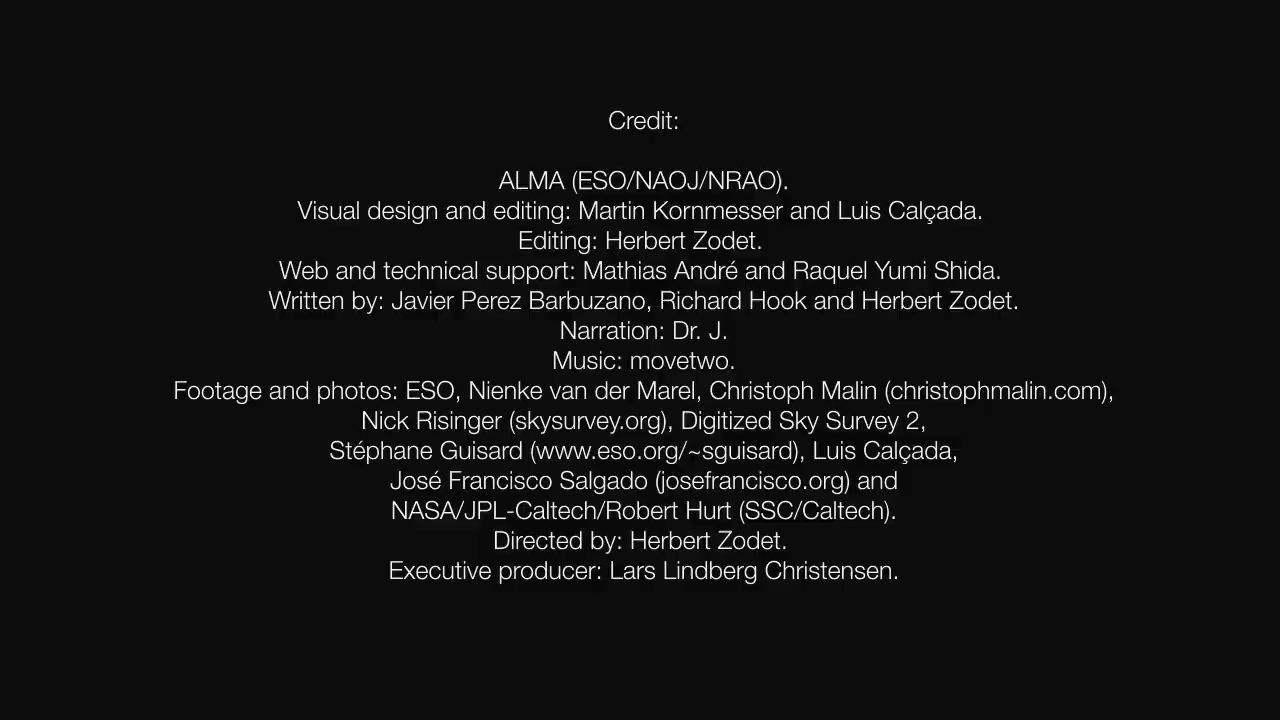 Credit:
ALMA (ESO/NAOJ/NRAO).
Visual design and editing: Martin Kornmesser and Luis Calçada.
Editing: Herbert Zodet.
Web and technical support: Mathias André and Raquel Yumi Shida.
Written by: Javier Perez Barbuzano, Richard Hook and Herbert Zodet.
Narration: Dr. J.
Music: movetwo.
Footage and photos: ESO, Nienke van der Marel, Christoph Malin (christophmalin.com),
Nick Risinger (skysurvey.org), Digitized Sky Survey 2,
Stéphane Guisard (www.eso.org/~sguisard), Luis Calçada,
José Francisco Salgado (josefrancisco.org) and
NASA/JPL-Caltech/Robert Hurt (SSC/Caltech).
Directed by: Herbert Zodet.
Executive producer: Lars Lindberg Christensen.